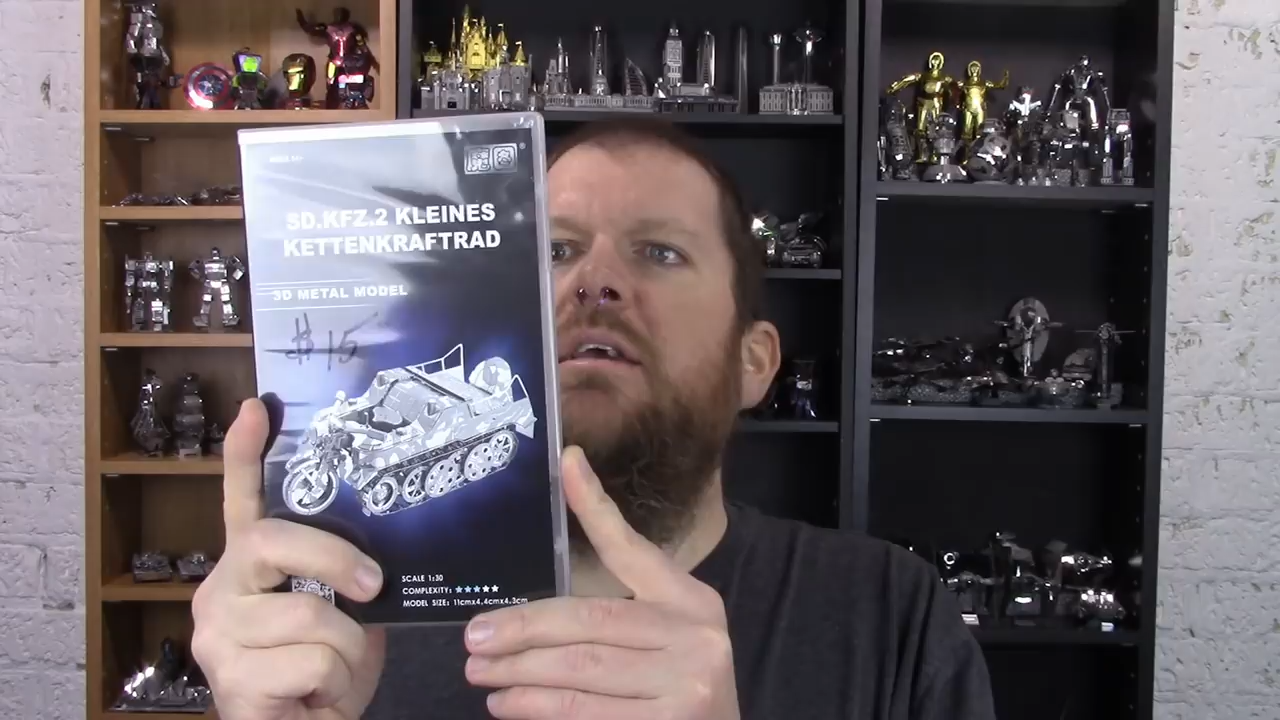 SD.KFZ.2 KLEINES
KETTENKRAFTRAD
3D METAL MODEL
$15
SCALE 1:30
COMPLEXITY: ★★★★★
MODEL SIZE: 11cmx4.4cmx4.3cm